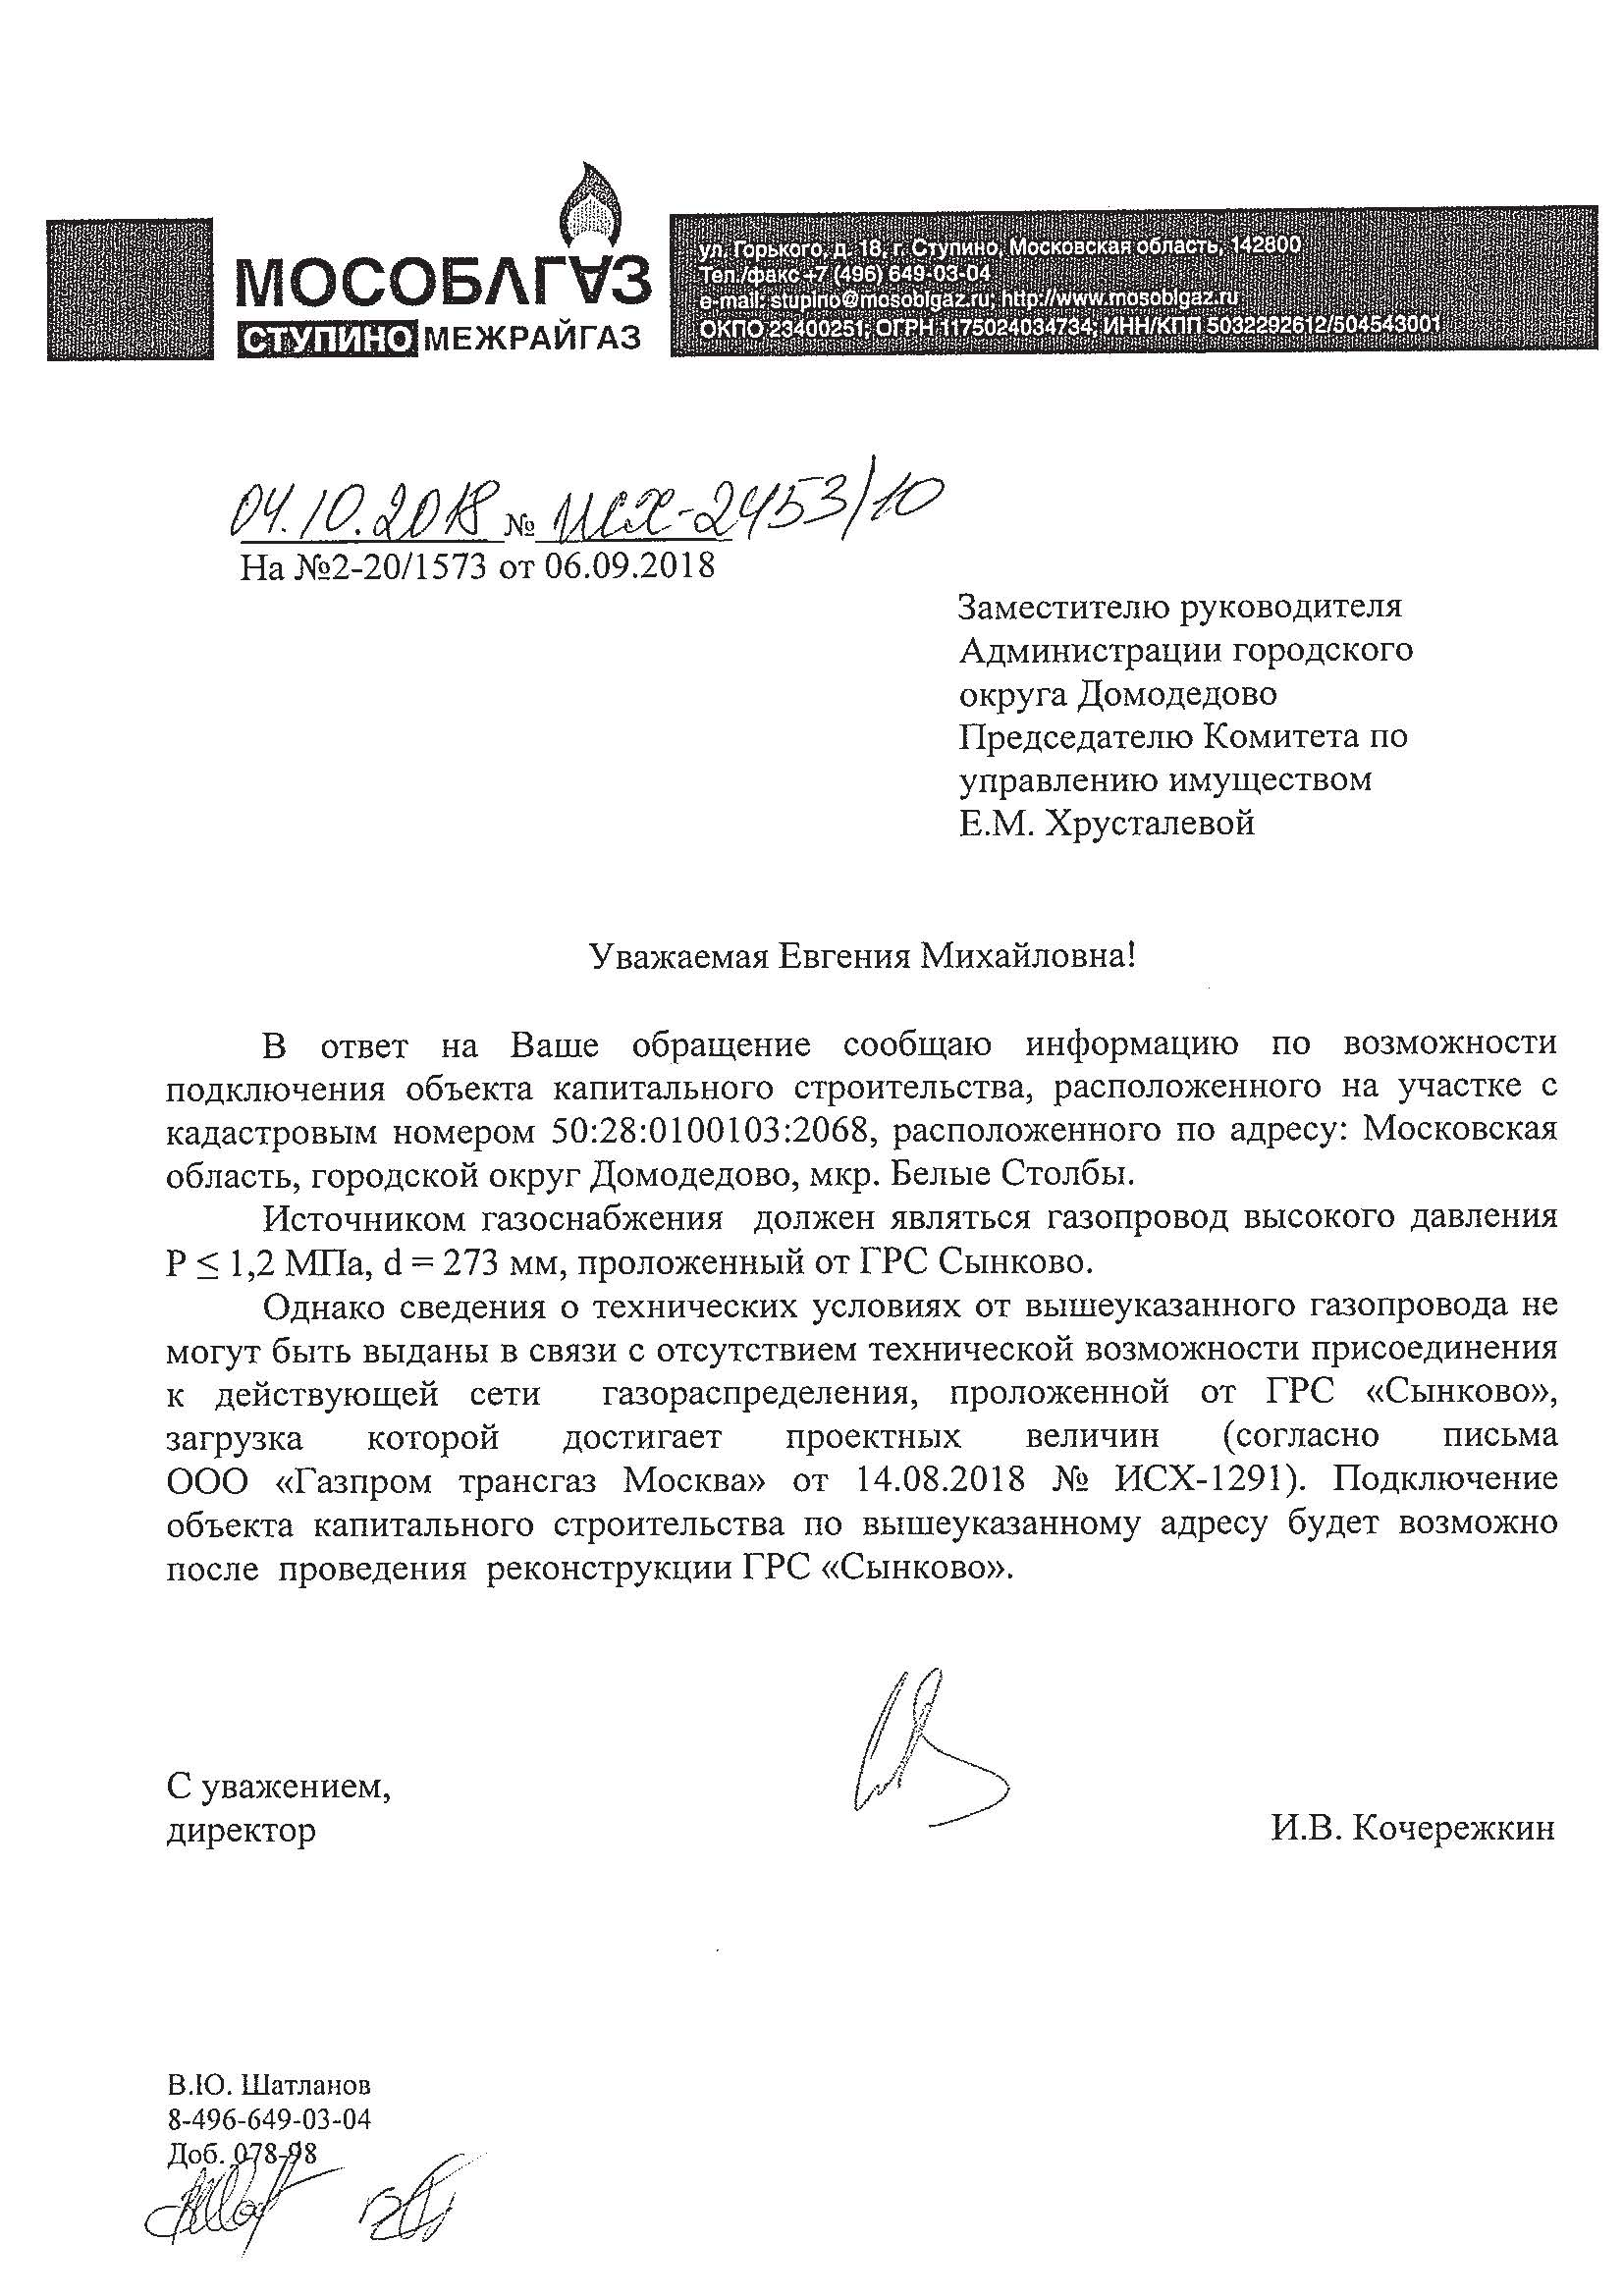 МОСОБЛГАЗ
СТУПИНО МЕЖРАЙГАЗ
ул. Горького, д. 18, г. Ступино, Московская область, 142800
Тел./факс +7 (496) 649-03-04
e-mail: stupino@mosoblgaz.ru; http://www.mosoblgaz.ru
ОКПО 23400251; ОГРН 1175024034734; ИНН/КПП 5032292612/504543001
04.10.2018 № ИСХ-2453/10
На №2-20/1573 от 06.09.2018
Заместителю руководителя
Администрации городского
округа Домодедово
Председателю Комитета по
управлению имуществом
Е.М. Хрусталевой
Уважаемая Евгения Михайловна!
В ответ на Ваше обращение сообщаю информацию по возможности
подключения объекта капитального строительства, расположенного на участке с
кадастровым номером 50:28:0100103:2068, расположенного по адресу: Московская
область, городской округ Домодедово, мкр. Белые Столбы.
Источником газоснабжения должен являться газопровод высокого давления
Р ≤ 1,2 МПа, d = 273 мм, проложенный от ГРС Сынково.
Однако сведения о технических условиях от вышеуказанного газопровода не
могут быть выданы в связи с отсутствием технической возможности присоединения
к действующей сети газораспределения, проложенной от ГРС «Сынково»,
загрузка которой достигает проектных величин (согласно письма
ООО «Газпром трансгаз Москва» от 14.08.2018 № ИСХ-1291). Подключение
объекта капитального строительства по вышеуказанному адресу будет возможно
после проведения реконструкции ГРС «Сынково».
С уважением,
директор
И.В. Кочережкин
В.Ю. Шатланов
8-496-649-03-04
Доб. 078-98